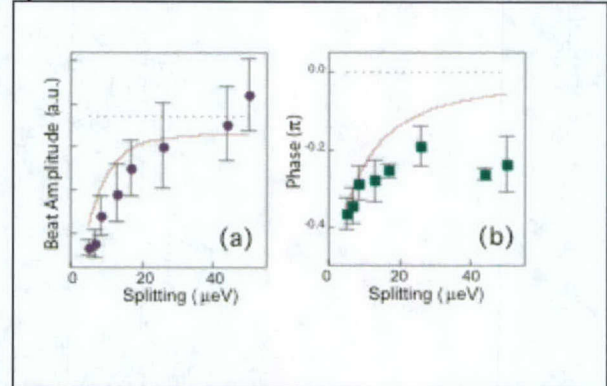 Beat Amplitude (a.u.)
(a)
0 20 40
Splitting (μeV)
Phase (π)
0.0
-0.2
-0.4
(b)
0 20 40
Splitting (μeV)